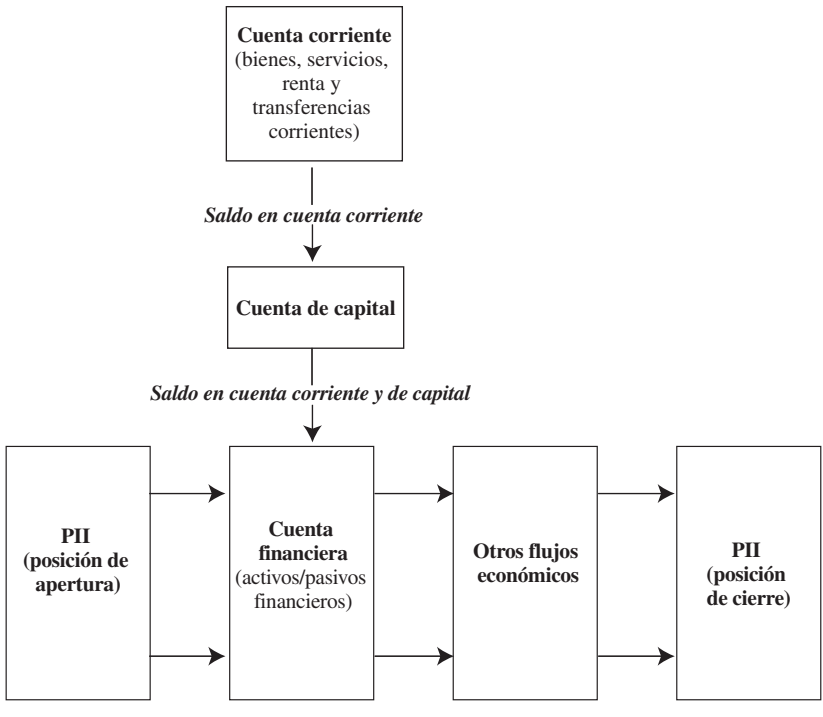 Cuenta corriente
(bienes, servicios,
renta y
transferencias
corrientes)
Saldo en cuenta corriente
Cuenta de capital
Saldo en cuenta corriente y de capital
PII
(posición de
apertura)
Cuenta
financiera
(activos/pasivos
financieros)
Otros flujos
económicos
PII
(posición
de cierre)